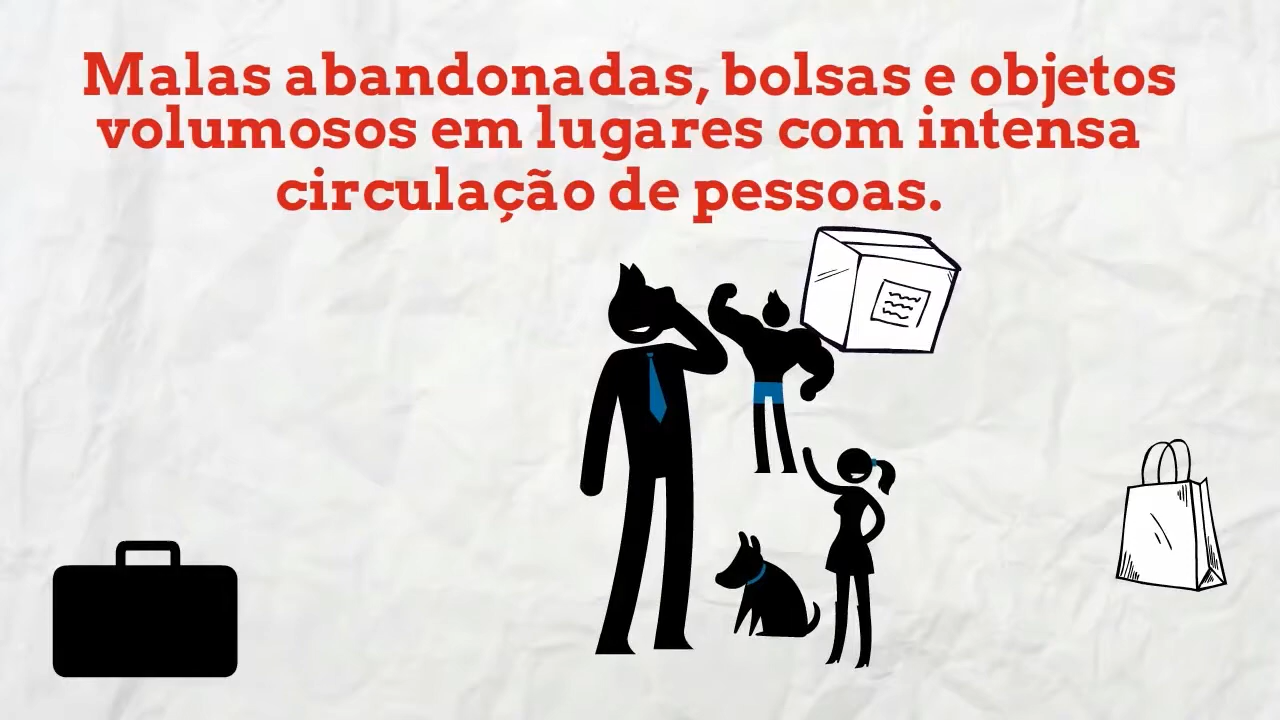 Malas abandonadas, bolsas e objetos
volumosos em lugares com intensa
circulação de pessoas.